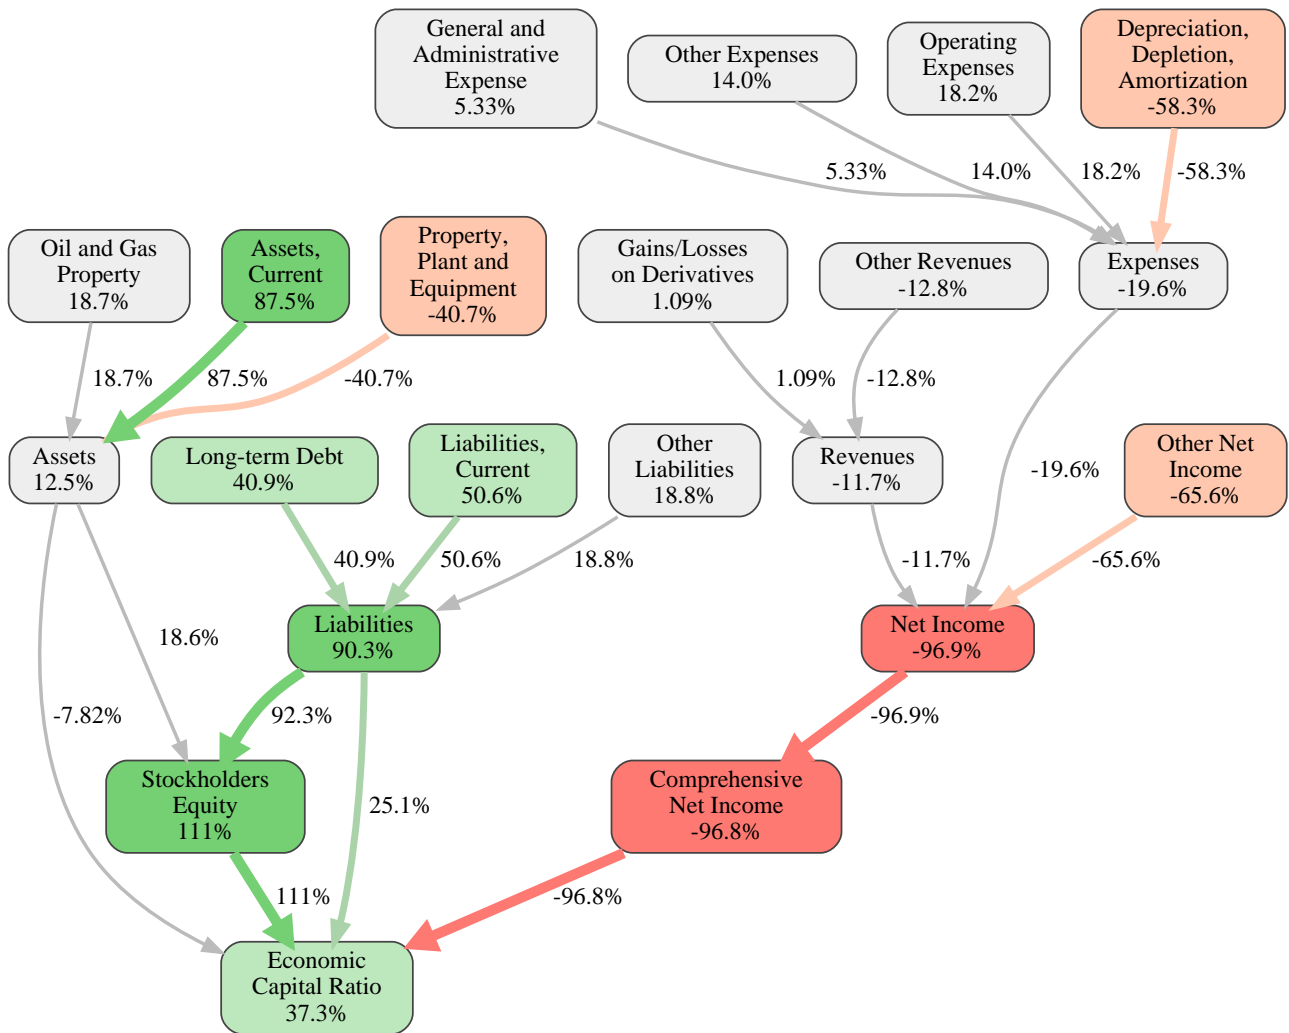 General and
Administrative
Expense
5.33%
Other Expenses
14.0%
Operating
Expenses
18.2%
Depreciation,
Depletion,
Amortization
-58.3%
5.33%
14.0%
18.2%
-58.3%
Oil and Gas
Property
18.7%
Assets,
Current
87.5%
Property,
Plant and
Equipment
-40.7%
Gains/Losses
on Derivatives
1.09%
Other Revenues
-12.8%
Expenses
-19.6%
18.7%
87.5%
-40.7%
1.09%
-12.8%
Assets
12.5%
Long-term Debt
40.9%
Liabilities,
Current
50.6%
Other
Liabilities
18.8%
Revenues
-11.7%
-19.6%
Other Net
Income
-65.6%
40.9%
50.6%
18.8%
-11.7%
-65.6%
18.6%
Liabilities
90.3%
Net Income
-96.9%
-7.82%
92.3%
-96.9%
Stockholders
Equity
111%
25.1%
Comprehensive
Net Income
-96.8%
111%
-96.8%
Economic
Capital Ratio
37.3%